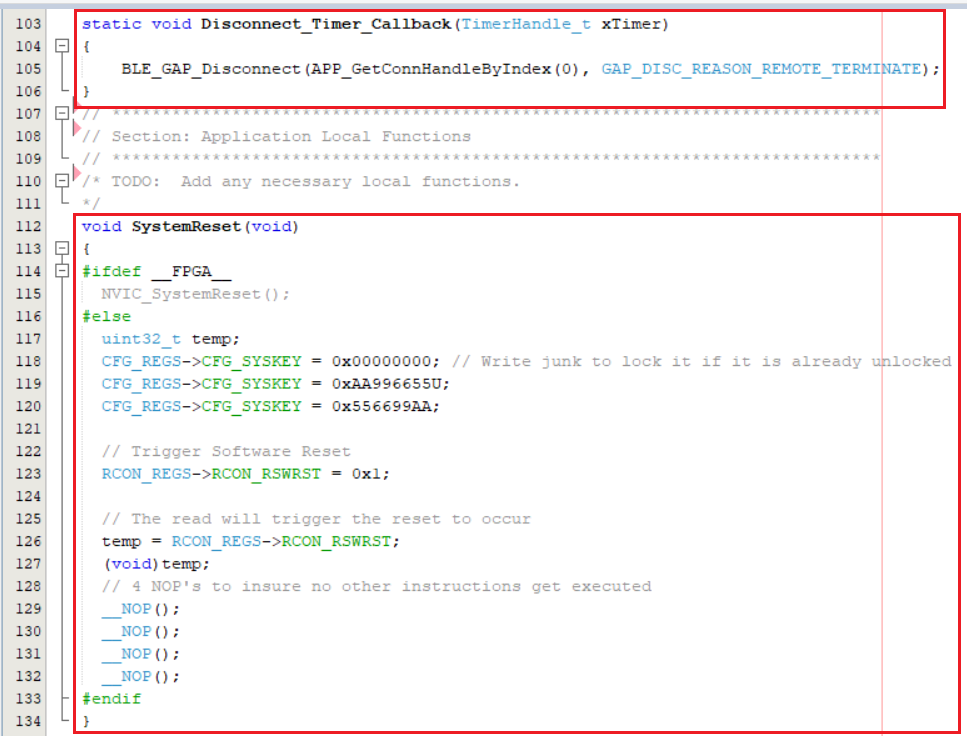 103 static void Disconnect_Timer_Callback(TimerHandle_t xTimer)
104 {
105 BLE_GAP_Disconnect(APP_GetConnHandleByIndex(0), GAP_DISC_REASON_REMOTE_TERMINATE);
106 }
107 // *****************************************************************************
108 // Section: Application Local Functions
109 // *****************************************************************************
110 /* TODO:  Add any necessary local functions.
111 */
112 void SystemReset(void)
113 {
114 #ifdef __FPGA__
115 NVIC_SystemReset();
116 #else
117 uint32_t temp;
118 CFG_REGS->CFG_SYSKEY = 0x00000000; // Write junk to lock it if it is already unlocked
119 CFG_REGS->CFG_SYSKEY = 0xAA996655U;
120 CFG_REGS->CFG_SYSKEY = 0x556699AA;
121
122 // Trigger Software Reset
123 RCON_REGS->RCON_RSWRST = 0x1;
124
125 // The read will trigger the reset to occur
126 temp = RCON_REGS->RCON_RSWRST;
127 (void)temp;
128 // 4 NOP's to insure no other instructions get executed
129 __NOP();
130 __NOP();
131 __NOP();
132 __NOP();
133 #endif
134 }